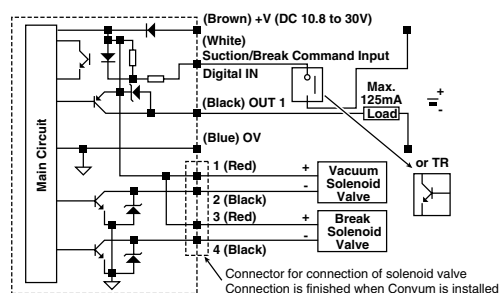 (Brown) +V (DC 10.8 to 30V)
(White)
Suction/Break Command Input
Digital IN
(Black) OUT 1
Max.
125mA
Load
+
-
(Blue) OV
or TR
Main Circuit
1 (Red)
+
Vacuum
Solenoid
Valve
-
2 (Black)
3 (Red)
+
Break
Solenoid
Valve
-
4 (Black)
Connector for connection of solenoid valve
Connection is finished when Convum is installed